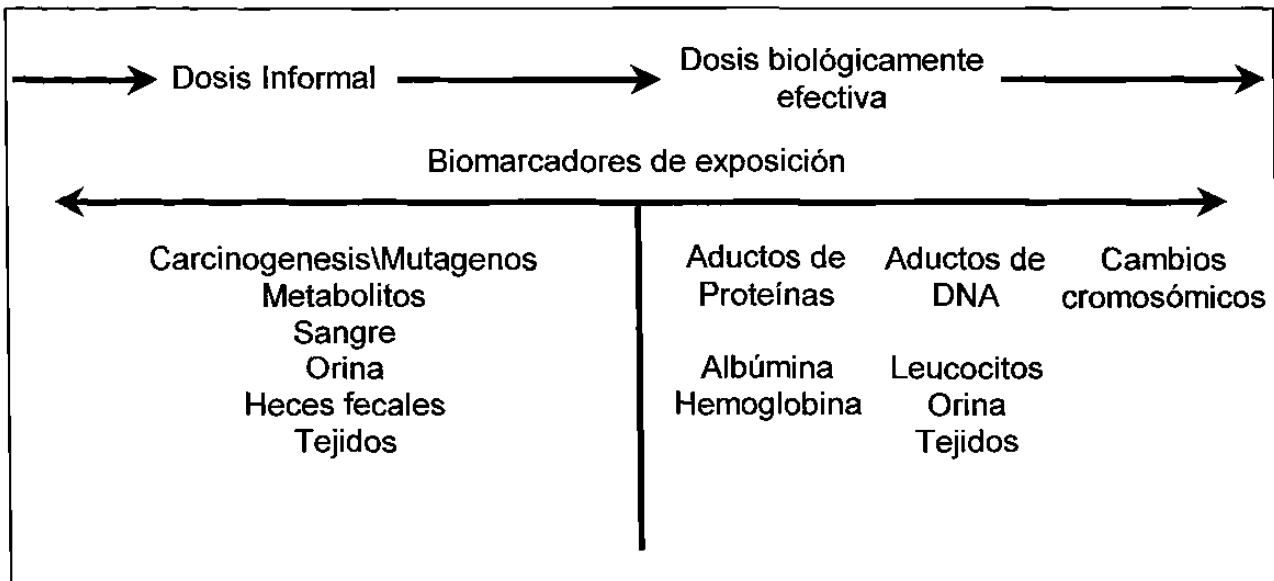 Dosis Informal
Dosis biológicamente
efectiva
Biomarcadores de exposición
Carcinogenesis\Mutagenos
Metabolitos
Sangre
Orina
Heces fecales
Tejidos
Aductos de
Proteínas
Albúmina
Hemoglobina
Aductos de
DNA
Leucocitos
Orina
Tejidos
Cambios
cromosómicos